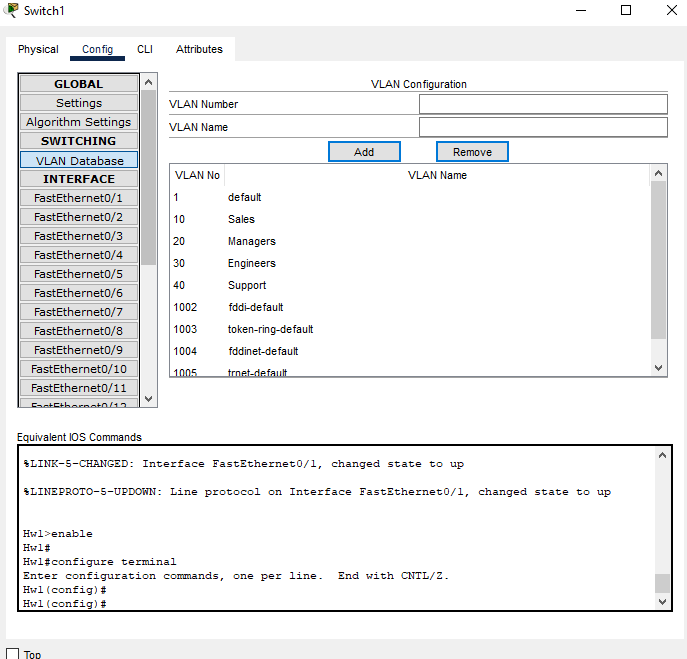 Switch1
Physical Config CLI Attributes
GLOBAL
Settings
Algorithm Settings
SWITCHING
VLAN Database
INTERFACE
FastEthernet0/1
FastEthernet0/2
FastEthernet0/3
FastEthernet0/4
FastEthernet0/5
FastEthernet0/6
FastEthernet0/7
FastEthernet0/8
FastEthernet0/9
FastEthernet0/10
FastEthernet0/11
FastEthernet0/12
VLAN Configuration
VLAN Number
VLAN Name
Add Remove
VLAN No VLAN Name
1 default
10 Sales
20 Managers
30 Engineers
40 Support
1002 fddi-default
1003 token-ring-default
1004 fddinet-default
1005 trnet-default
Equivalent IOS Commands
%LINK-5-CHANGED: Interface FastEthernet0/1, changed state to up
%LINEPROTO-5-UPDOWN: Line protocol on Interface FastEthernet0/1, changed state to up
Hw1>enable
Hw1#
Hw1#configure terminal
Enter configuration commands, one per line. End with CNTL/Z.
Hw1(config)#
Hw1(config)#
Top